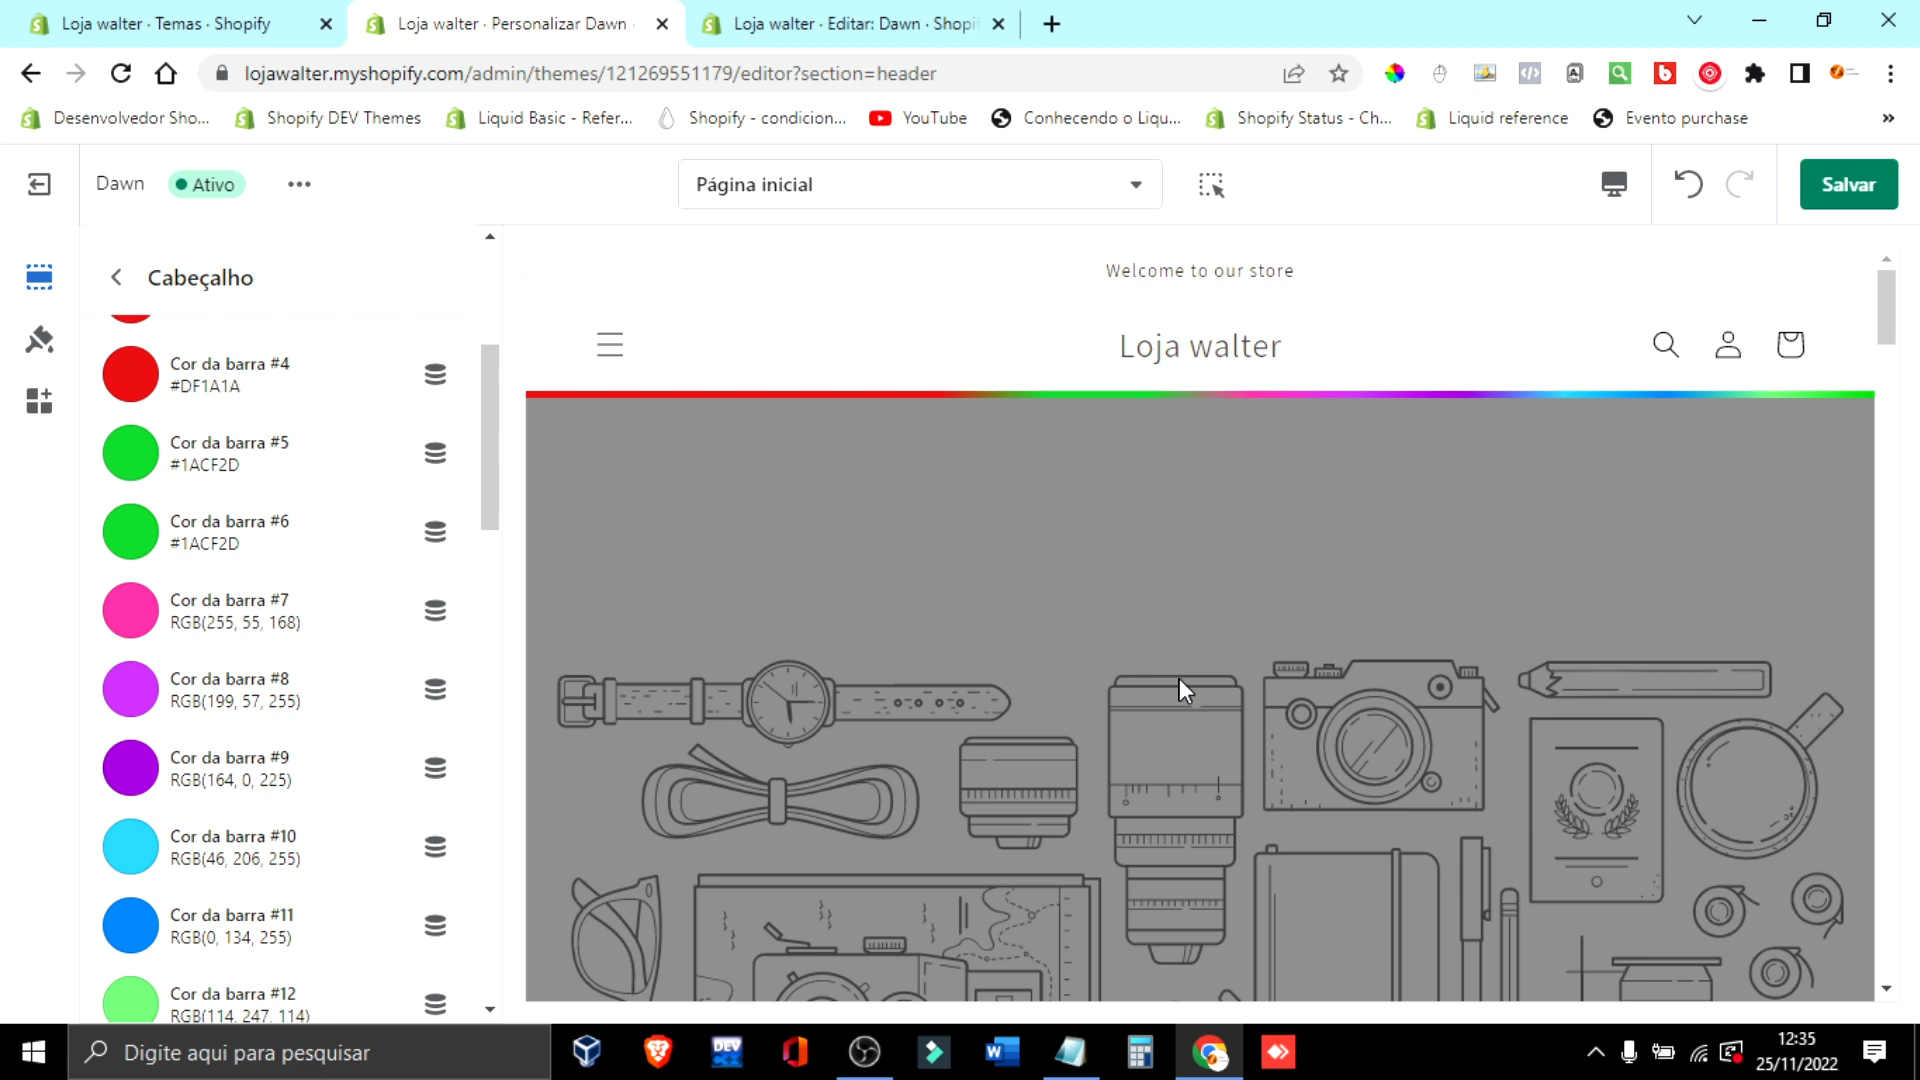 Loja walter · Temas · Shopify
Loja walter · Personalizar Dawn ·
Loja walter · Editar: Dawn · Shopi
lojawalter.myshopify.com/admin/themes/121269551179/editor?section=header
Desenvolvedor Sho...
Shopify DEV Themes
Liquid Basic - Refer...
Shopify - condicion...
YouTube
Conhecendo o Liqu...
Shopify Status - Ch...
Liquid reference
Evento purchase
»
Dawn
Ativo
Página inicial
Salvar
Cabeçalho
Welcome to our store
Loja walter
Cor da barra #4
#DF1A1A
Cor da barra #5
#1ACF2D
Cor da barra #6
#1ACF2D
Cor da barra #7
RGB(255, 55, 168)
Cor da barra #8
RGB(199, 57, 255)
Cor da barra #9
RGB(164, 0, 225)
Cor da barra #10
RGB(46, 206, 255)
Cor da barra #11
RGB(0, 134, 255)
Cor da barra #12
RGB(114, 247, 114)
Digite aqui para pesquisar
DEV
C++
12:35
25/11/2022